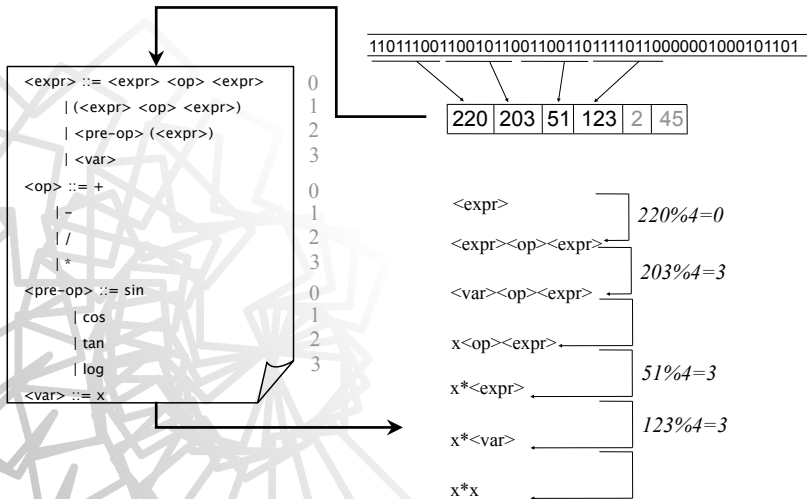 110111001100101100110011011110110000001000101101
220 203 51 123 2 45
<expr> ::= <expr> <op> <expr> 0
| (<expr> <op> <expr>) 1
| <pre-op> (<expr>) 2
| <var> 3
<op> ::= + 0
| - 1
| / 2
| * 3
<pre-op> ::= sin 0
| cos 1
| tan 2
| log 3
<var> ::= x
<expr>
220%4=0
<expr><op><expr>
203%4=3
<var><op><expr>
x<op><expr>
51%4=3
x*<expr>
123%4=3
x*<var>
x*x